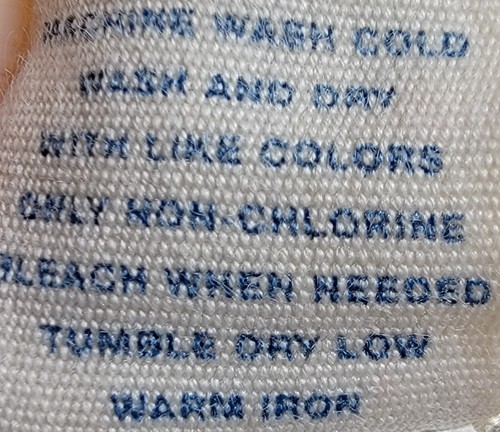 MACHINE WASH COLD
WASH AND DRY
WITH LIKE COLORS
ONLY NON-CHLORINE
BLEACH WHEN NEEDED
TUMBLE DRY LOW
WARM IRON